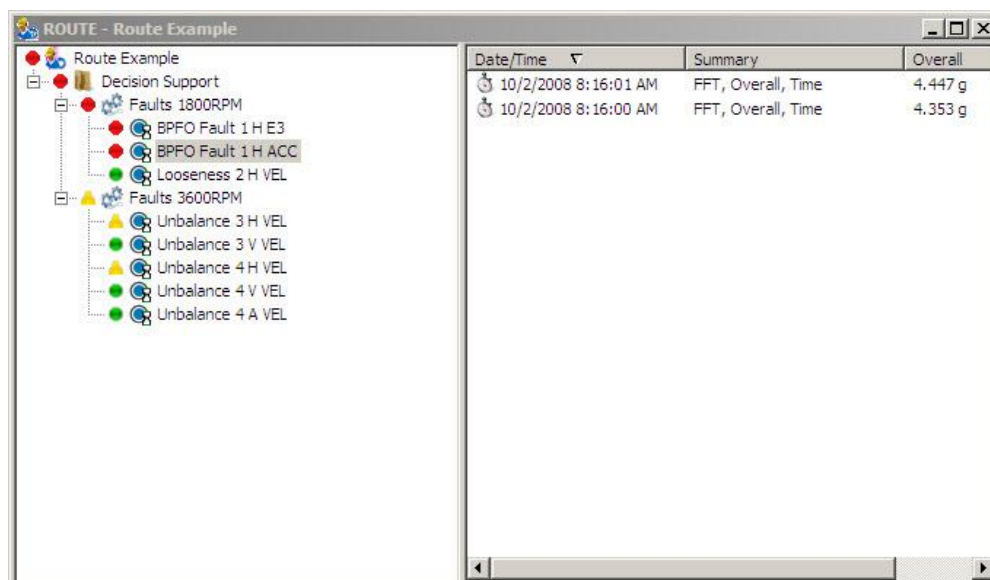 ROUTE - Route Example
Route Example
Decision Support
Faults 1800RPM
BPFO Fault 1 H E3
BPFO Fault 1 H ACC
Looseness 2 H VEL
Faults 3600RPM
Unbalance 3 H VEL
Unbalance 3 V VEL
Unbalance 4 H VEL
Unbalance 4 V VEL
Unbalance 4 A VEL
Date/Time Summary Overall
10/2/2008 8:16:01 AM FFT, Overall, Time 4.447 g
10/2/2008 8:16:00 AM FFT, Overall, Time 4.353 g